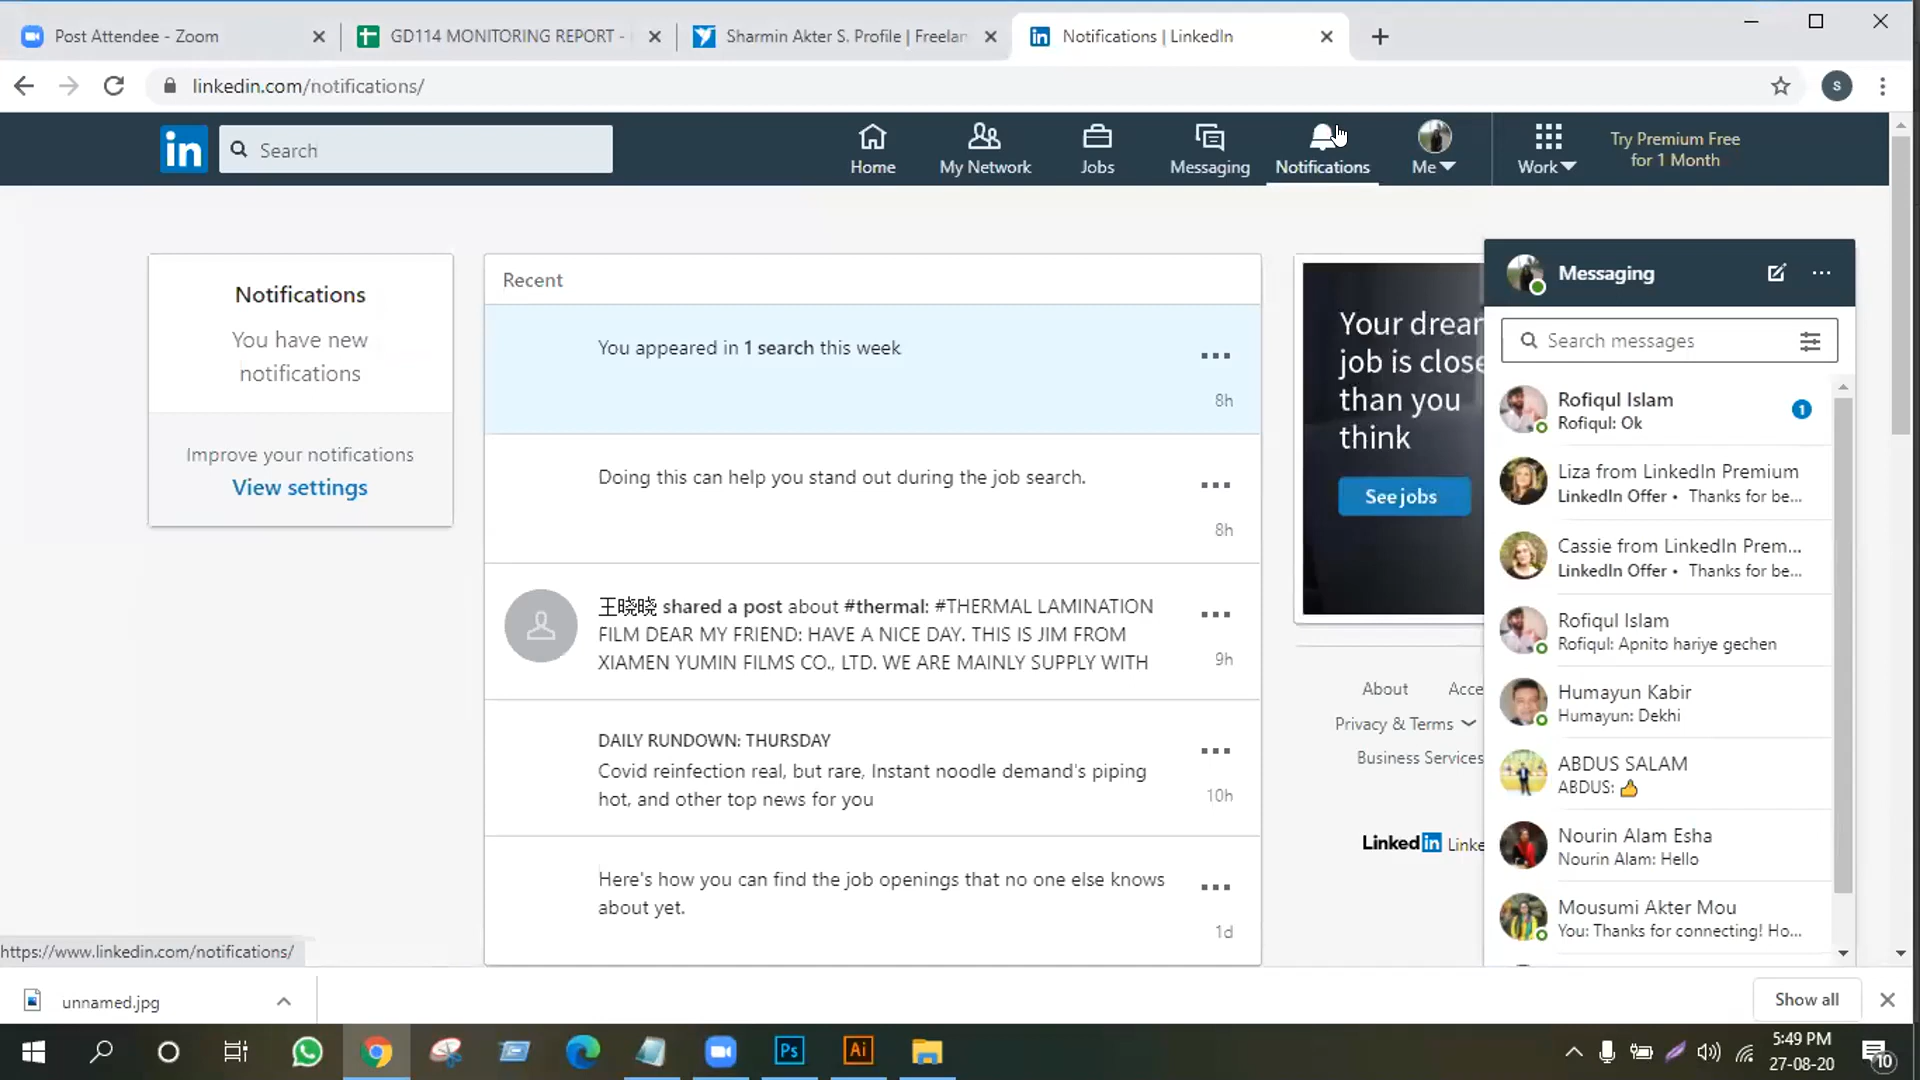 Post Attendee - Zoom
GD114 MONITORING REPORT -
Sharmin Akter S. Profile | Freelan
Notifications | LinkedIn
linkedin.com/notifications/
S
in
Search
Home
My Network
Jobs
Messaging
Notifications
Me
Work
Try Premium Free
for 1 Month
Notifications
You have new
notifications
Improve your notifications
View settings
Recent
You appeared in 1 search this week
8h
Doing this can help you stand out during the job search.
8h
王晓晓 shared a post about #thermal: #THERMAL LAMINATION
FILM DEAR MY FRIEND: HAVE A NICE DAY. THIS IS JIM FROM
XIAMEN YUMIN FILMS CO., LTD. WE ARE MAINLY SUPPLY WITH
9h
DAILY RUNDOWN: THURSDAY
Covid reinfection real, but rare, Instant noodle demand's piping
hot, and other top news for you
10h
Here's how you can find the job openings that no one else knows
about yet.
1d
Your drear
job is close
than you
think
See jobs
About Acce
Privacy & Terms
Business Services
Linked in Linke
Messaging
Search messages
Rofiqul Islam
Rofiqul: Ok
1
Liza from LinkedIn Premium
LinkedIn Offer • Thanks for be...
Cassie from LinkedIn Prem...
LinkedIn Offer • Thanks for be...
Rofiqul Islam
Rofiqul: Apnito hariye gechen
Humayun Kabir
Humayun: Dekhi
ABDUS SALAM
ABDUS: 👍
Nourin Alam Esha
Nourin Alam: Hello
Mousumi Akter Mou
You: Thanks for connecting! Ho...
https://www.linkedin.com/notifications/
unnamed.jpg
Show all
Ps
Ai
5:49 PM
27-08-20
10